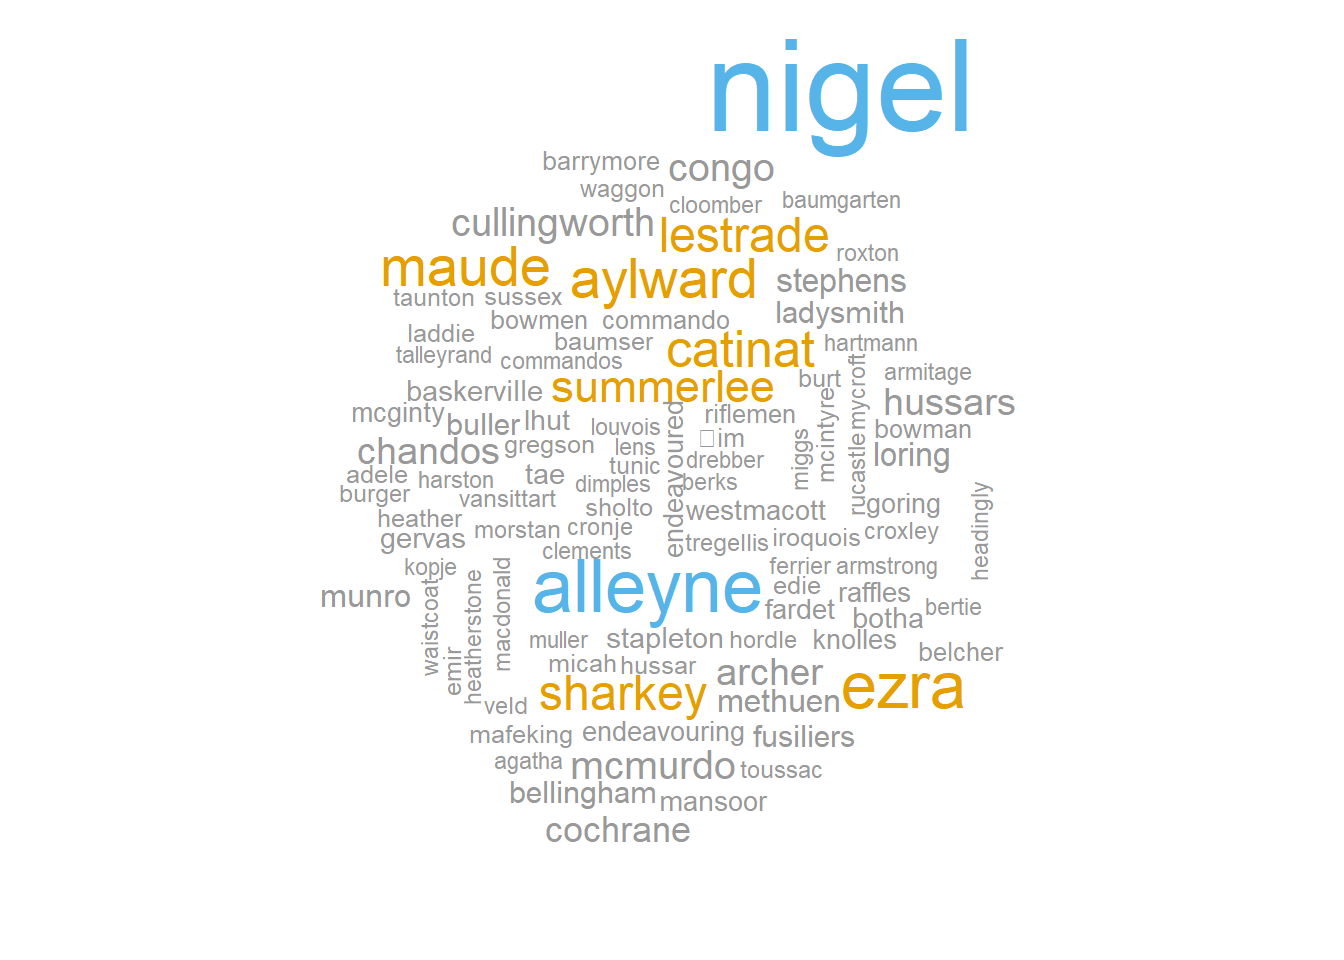 nigel
barrymore
congo
waggon
cloomber
baumgarten
cullingworth
lestrade
roxton
maude
aylward
stephens
taunton
sussex
ladysmith
bowmen
commando
laddie
baumser
catinat
hartmann
talleyrand
commandos
summerlee
burt
mycroft
armitage
baskerville
hussars
mcginty
buller
lhut
louvois
endeavoured
riflemen
mcintyre
bowman
chandos
gregson
lens
im
miggs
rucastle
loring
adele
harston
tae
tunic
drebber
burger
vansittart
dimples
berks
goring
headingly
heather
morstan
sholto
cronje
westmacott
gervas
clements
tregellis
iroquois
croxley
kopje
macdonald
alleyne
ferrier
armstrong
munro
waistcoat
heatherstone
edie
raffles
fardet
botha
bertie
emir
muller
stapleton
hordle
knolles
belcher
micah
hussar
archer
ezra
veld
sharkey
methuen
mafeking
endeavouring
fusiliers
agatha
mcmurdo
toussac
bellingham
mansoor
cochrane